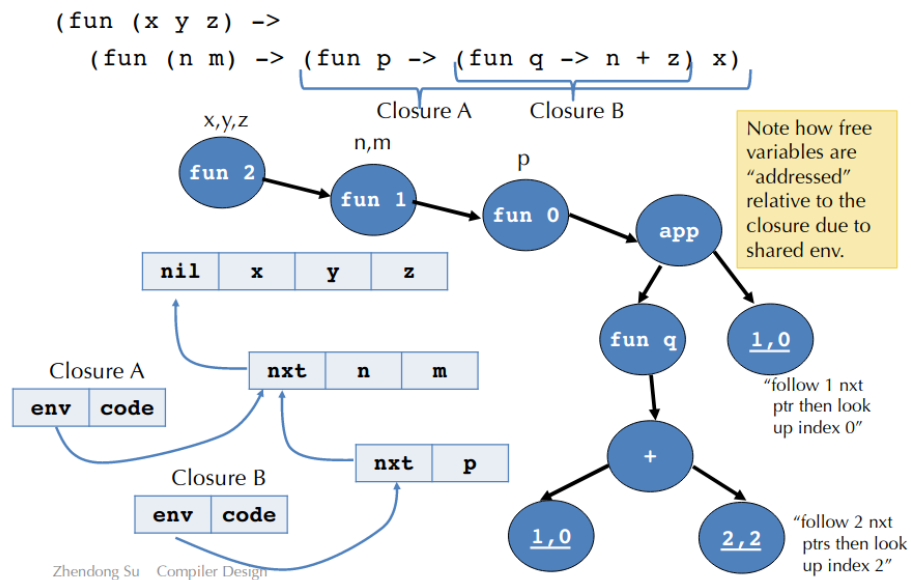 (fun (x y z) ->
(fun (n m) -> (fun p -> (fun q -> n + z) x)
Closure A
Closure B
x,y,z
fun 2
n,m
fun 1
p
fun 0
app
Note how free
variables are
“addressed”
relative to the
closure due to
shared env.
nil x y z
fun q
1,0
“follow 1 nxt
ptr then look
up index 0”
Closure A
env code
nxt n m
+
nxt p
Closure B
env code
1,0
2,2
“follow 2 nxt
ptrs then look
up index 2”
Zhendong Su Compiler Design